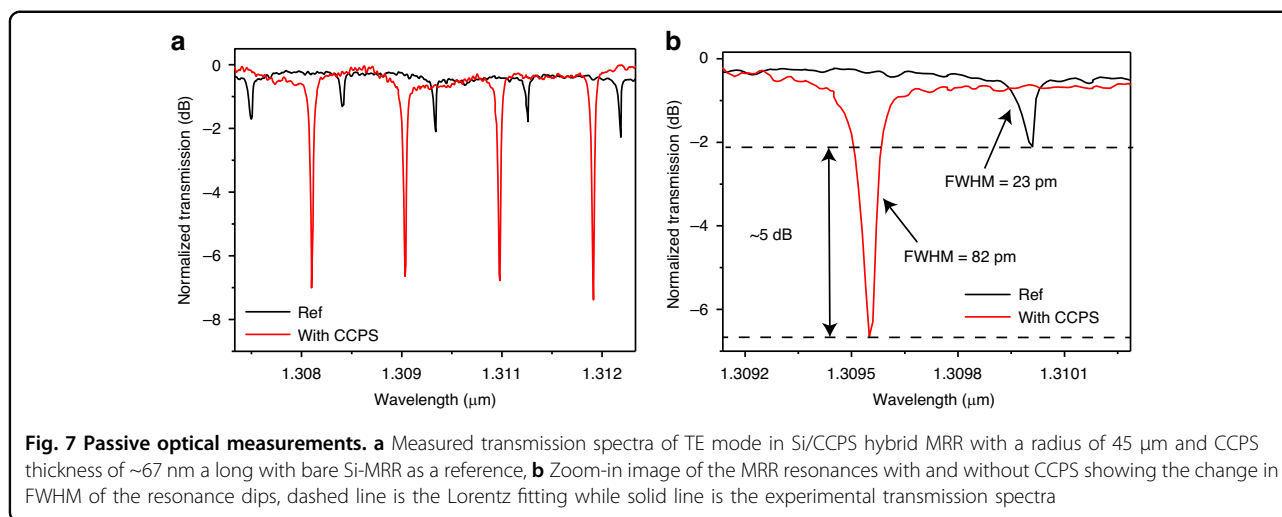 a
Normalized transmission (dB)
0
–2
–4
–6
–8
Ref
With CCPS
1.308
1.309
1.311
1.312
Wavelength (μm)
b
Normalized transmission (dB)
0
–2
–4
–6
~5 dB
FWHM = 23 pm
FWHM = 82 pm
Ref
With CCPS
1.3092
1.3095
1.3098
1.3101
Wavelength (μm)
Fig. 7 Passive optical measurements. a Measured transmission spectra of TE mode in Si/CCPS hybrid MRR with a radius of 45 μm and CCPS
thickness of ~67 nm a long with bare Si-MRR as a reference, b Zoom-in image of the MRR resonances with and without CCPS showing the change in
FWHM of the resonance dips, dashed line is the Lorentz fitting while solid line is the experimental transmission spectra